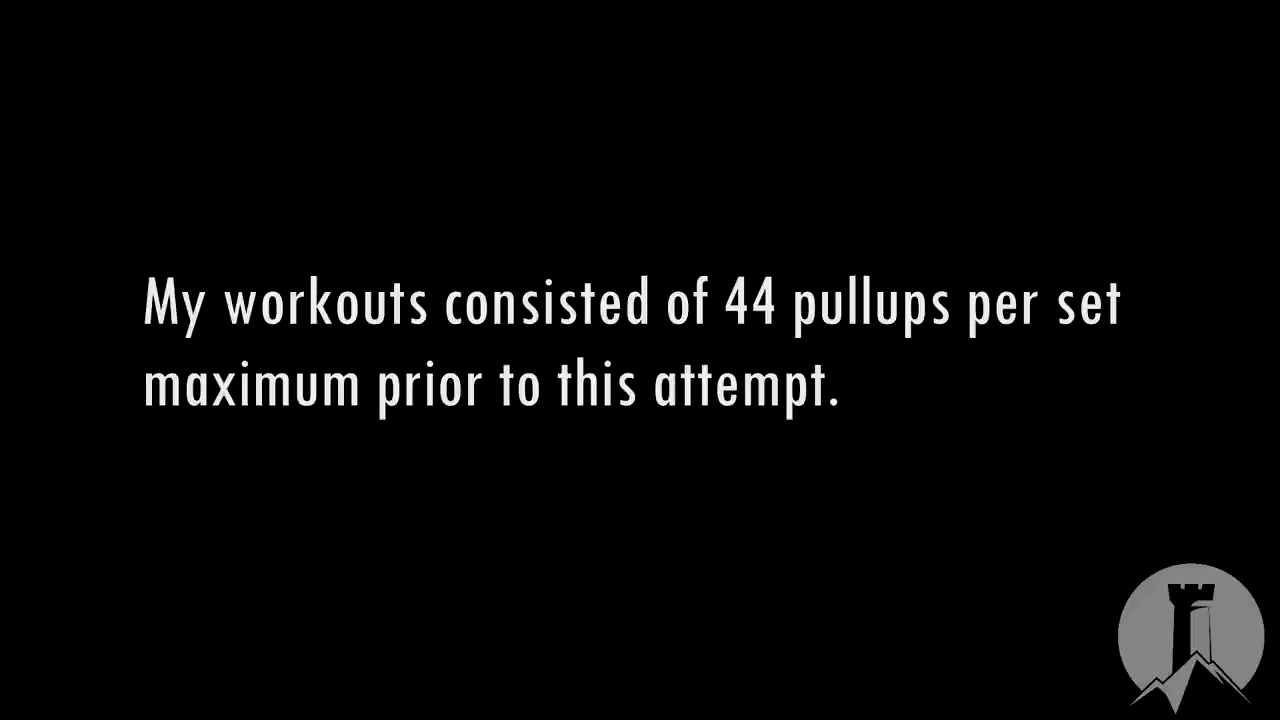 My workouts consisted of 44 pullups per set
maximum prior to this attempt.